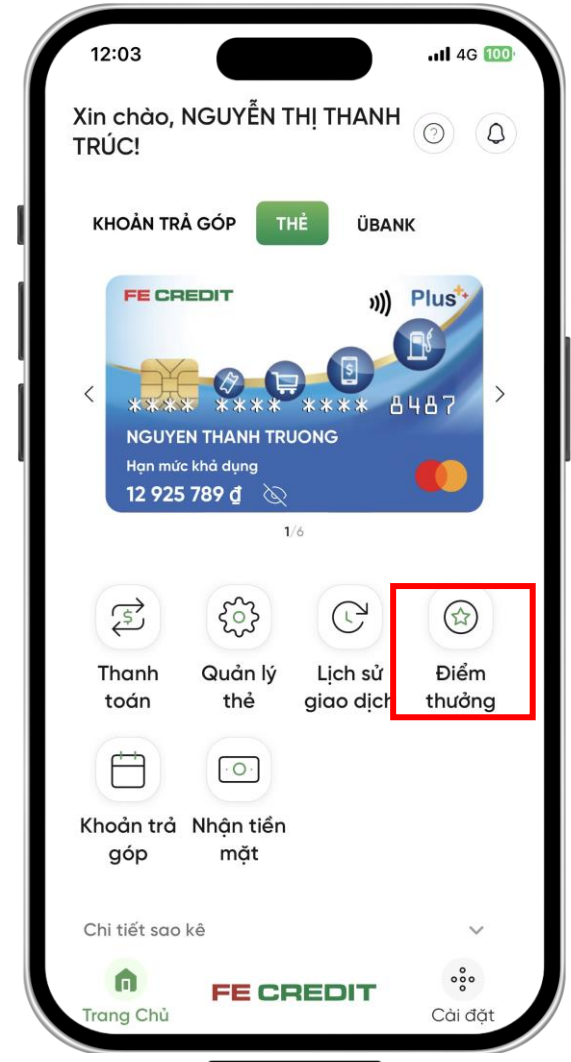 12:03
4G 100
Xin chào, NGUYỄN THỊ THANH
TRÚC!
KHOẢN TRẢ GÓP
THẺ
ÜBANK
FE CREDIT
Plus
**** **** **** 8487
NGUYEN THANH TRUONG
Hạn mức khả dụng
12 925 789 ₫
1/6
Thanh
toán
Quản lý
thẻ
Lịch sử
giao dịch
Điểm
thưởng
Khoản trả
góp
Nhận tiền
mặt
Chi tiết sao kê
Trang Chủ
FE CREDIT
Cài đặt